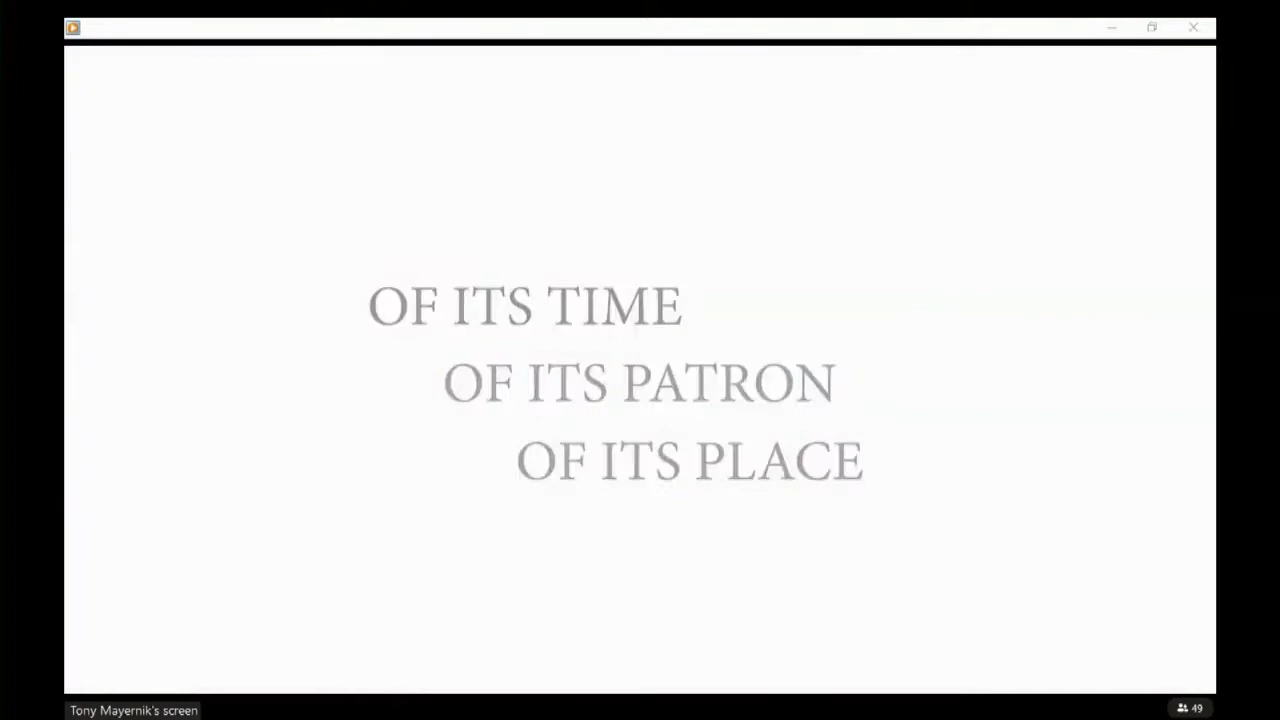 OF ITS TIME
OF ITS PATRON
OF ITS PLACE
Tony Mayernik's screen
49